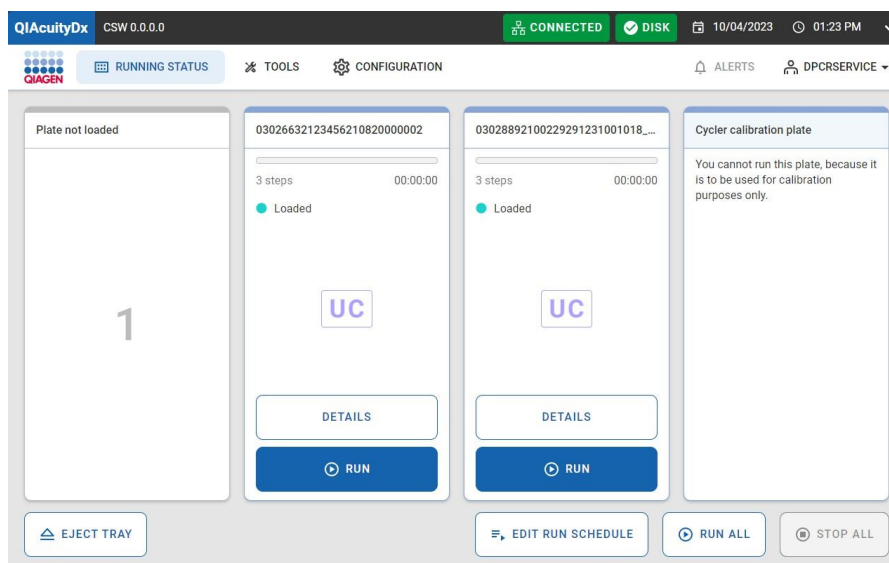 QIAcuityDx CSW 0.0.0.0 CONNECTED DISK 10/04/2023 01:23 PM
QIAGEN RUNNING STATUS TOOLS CONFIGURATION ALERTS DPCRSERVICE
Plate not loaded
1
03026632123456210820000002
3 steps 00:00:00
Loaded
UC
DETAILS
RUN
03028892100229291231001018_...
3 steps 00:00:00
Loaded
UC
DETAILS
RUN
Cycler calibration plate
You cannot run this plate, because it
is to be used for calibration
purposes only.
EJECT TRAY EDIT RUN SCHEDULE RUN ALL STOP ALL